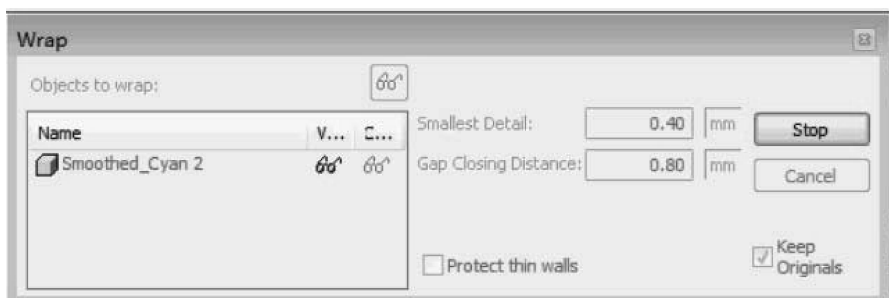 Wrap
Objects to wrap:
Name V... C...
Smoothed_Cyan 2
Smallest Detail: 0.40 mm
Gap Closing Distance: 0.80 mm
Protect thin walls
Stop
Cancel
Keep
Originals